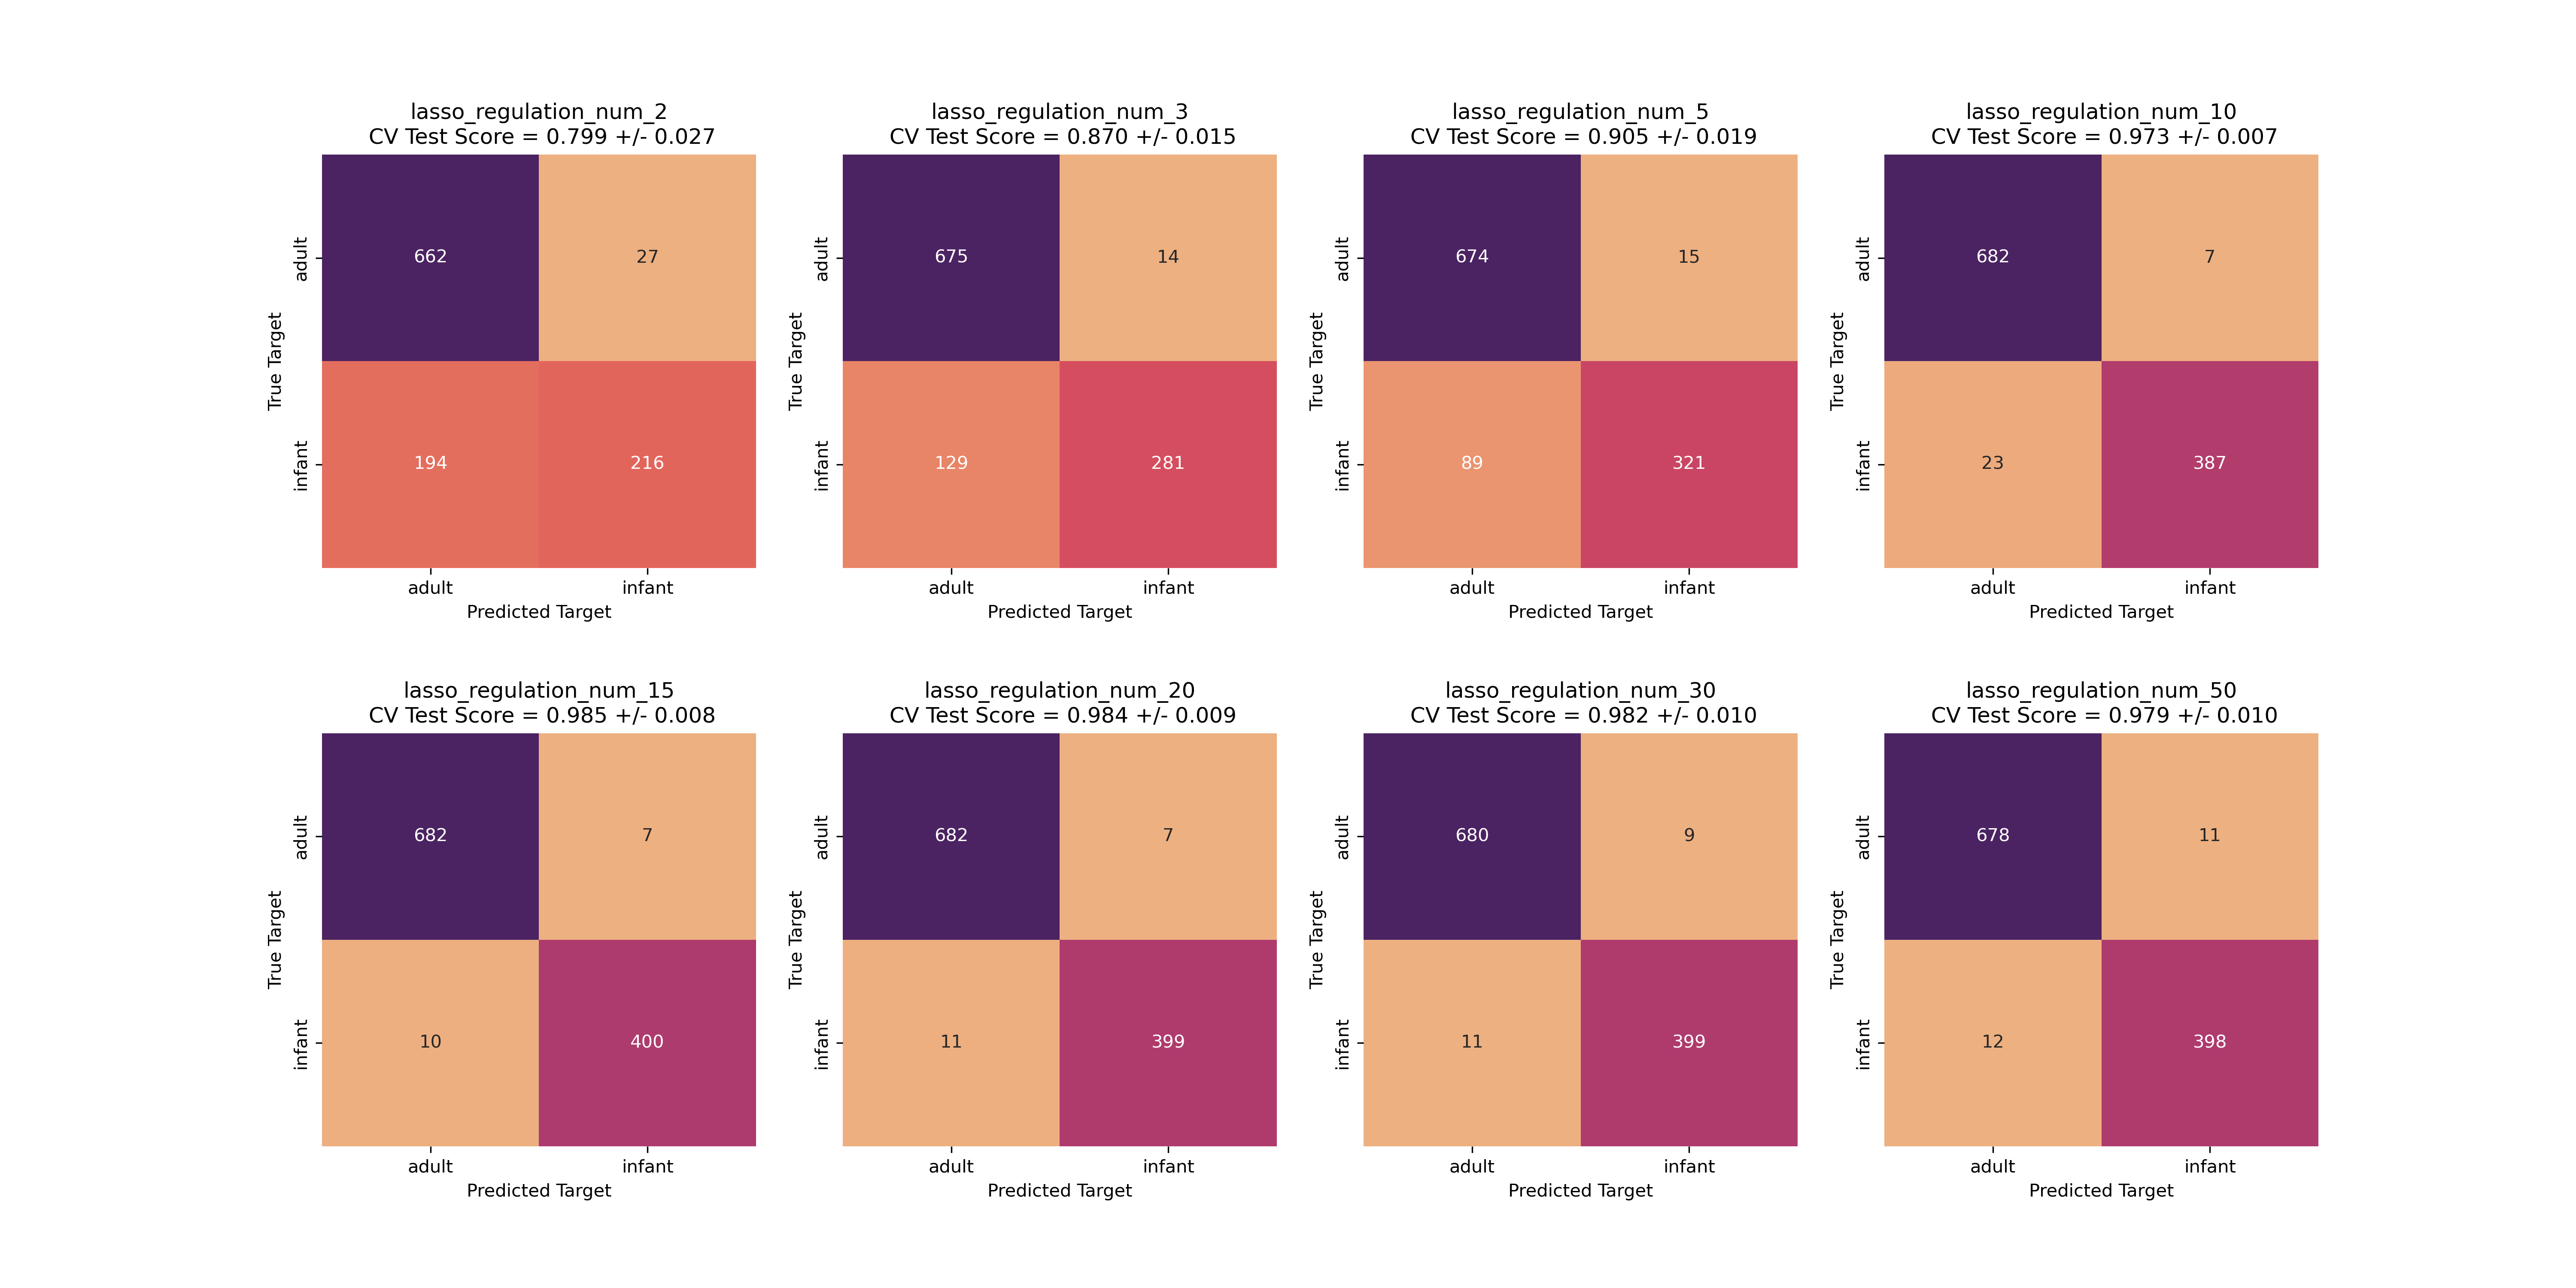 lasso_regulation_num_2
CV Test Score = 0.799 +/- 0.027
True Target
adult
662
27
infant
194
216
adult
infant
Predicted Target
lasso_regulation_num_3
CV Test Score = 0.870 +/- 0.015
True Target
adult
675
14
infant
129
281
adult
infant
Predicted Target
lasso_regulation_num_5
CV Test Score = 0.905 +/- 0.019
True Target
adult
674
15
infant
89
321
adult
infant
Predicted Target
lasso_regulation_num_10
CV Test Score = 0.973 +/- 0.007
True Target
adult
682
7
infant
23
387
adult
infant
Predicted Target
lasso_regulation_num_15
CV Test Score = 0.985 +/- 0.008
True Target
adult
682
7
infant
10
400
adult
infant
Predicted Target
lasso_regulation_num_20
CV Test Score = 0.984 +/- 0.009
True Target
adult
682
7
infant
11
399
adult
infant
Predicted Target
lasso_regulation_num_30
CV Test Score = 0.982 +/- 0.010
True Target
adult
680
9
infant
11
399
adult
infant
Predicted Target
lasso_regulation_num_50
CV Test Score = 0.979 +/- 0.010
True Target
adult
678
11
infant
12
398
adult
infant
Predicted Target